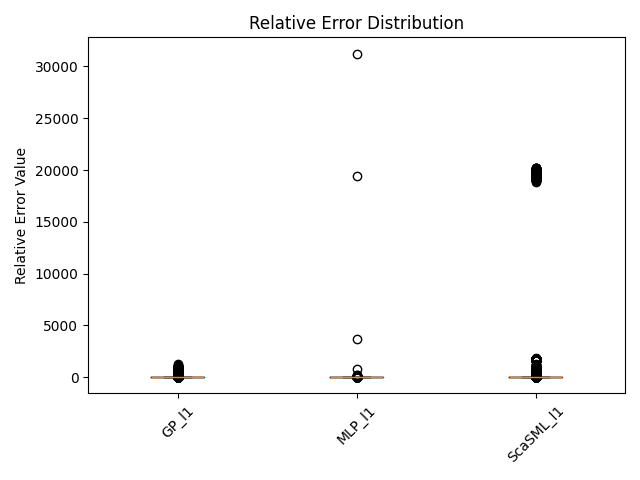 Relative Error Distribution
Relative Error Value
30000
25000
20000
15000
10000
5000
0
GP_l1
MLP_l1
ScaSML_l1